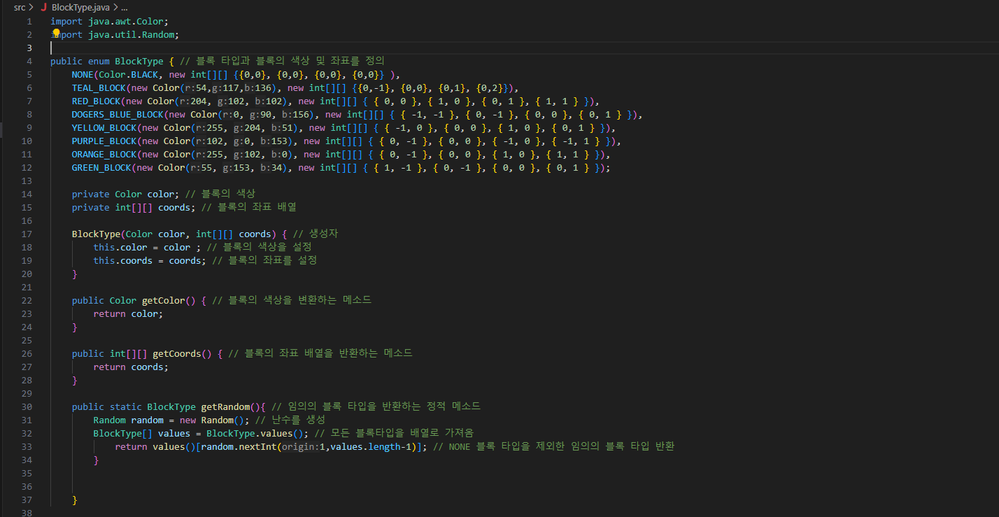 src > J BlockType.java > ...
1 import java.awt.Color;
2 import java.util.Random;
3
4 public enum BlockType { // 블록 타입과 블록의 색상 및 좌표를 정의
5 NONE(Color.BLACK, new int[][] {{0,0}, {0,0}, {0,0}, {0,0}} ),
6 TEAL_BLOCK(new Color(r:54,g:117,b:136), new int[][] {{0,-1}, {0,0}, {0,1}, {0,2}}),
7 RED_BLOCK(new Color(r:204, g:102, b:102), new int[][] { { 0, 0 }, { 1, 0 }, { 0, 1 }, { 1, 1 } }),
8 DOGERS_BLUE_BLOCK(new Color(r:0, g:90, b:156), new int[][] { { -1, -1 }, { 0, -1 }, { 0, 0 }, { 0, 1 } }),
9 YELLOW_BLOCK(new Color(r:255, g:204, b:51), new int[][] { { -1, 0 }, { 0, 0 }, { 1, 0 }, { 0, 1 } }),
10 PURPLE_BLOCK(new Color(r:102, g:0, b:153), new int[][] { { 0, -1 }, { 0, 0 }, { -1, 0 }, { -1, 1 } }),
11 ORANGE_BLOCK(new Color(r:255, g:102, b:0), new int[][] { { 0, -1 }, { 0, 0 }, { 1, 0 }, { 1, 1 } }),
12 GREEN_BLOCK(new Color(r:55, g:153, b:34), new int[][] { { 1, -1 }, { 0, -1 }, { 0, 0 }, { 0, 1 } });
13
14 private Color color; // 블록의 색상
15 private int[][] coords; // 블록의 좌표 배열
16
17 BlockType(Color color, int[][] coords) { // 생성자
18 this.color = color ; // 블록의 색상을 설정
19 this.coords = coords; // 블록의 좌표를 설정
20 }
21
22 public Color getColor() { // 블록의 색상을 변환하는 메소드
23 return color;
24 }
25
26 public int[][] getCoords() { // 블록의 좌표 배열을 반환하는 메소드
27 return coords;
28 }
29
30 public static BlockType getRandom(){ // 임의의 블록 타입을 반환하는 정적 메소드
31 Random random = new Random(); // 난수를 생성
32 BlockType[] values = BlockType.values(); // 모든 블록타입을 배열로 가져옴
33 return values()[random.nextInt(origin:1,values.length-1)]; // NONE 블록 타입을 제외한 임의의 블록 타입 반환
34 }
35
36
37 }
38